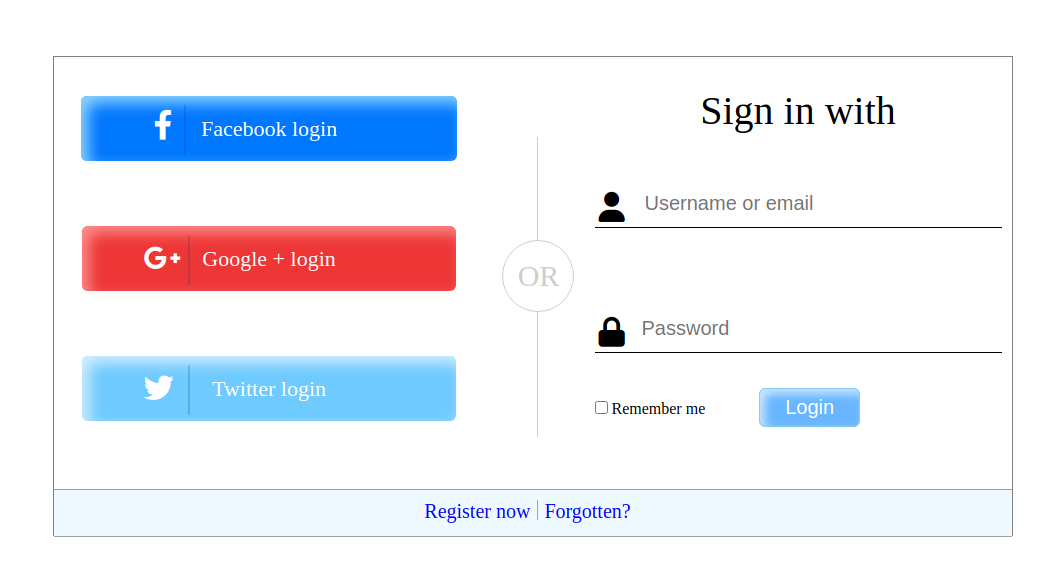 Facebook login
Google + login
Twitter login
OR
Sign in with
Username or email
Password
Remember me
Login
Register now
Forgotten?